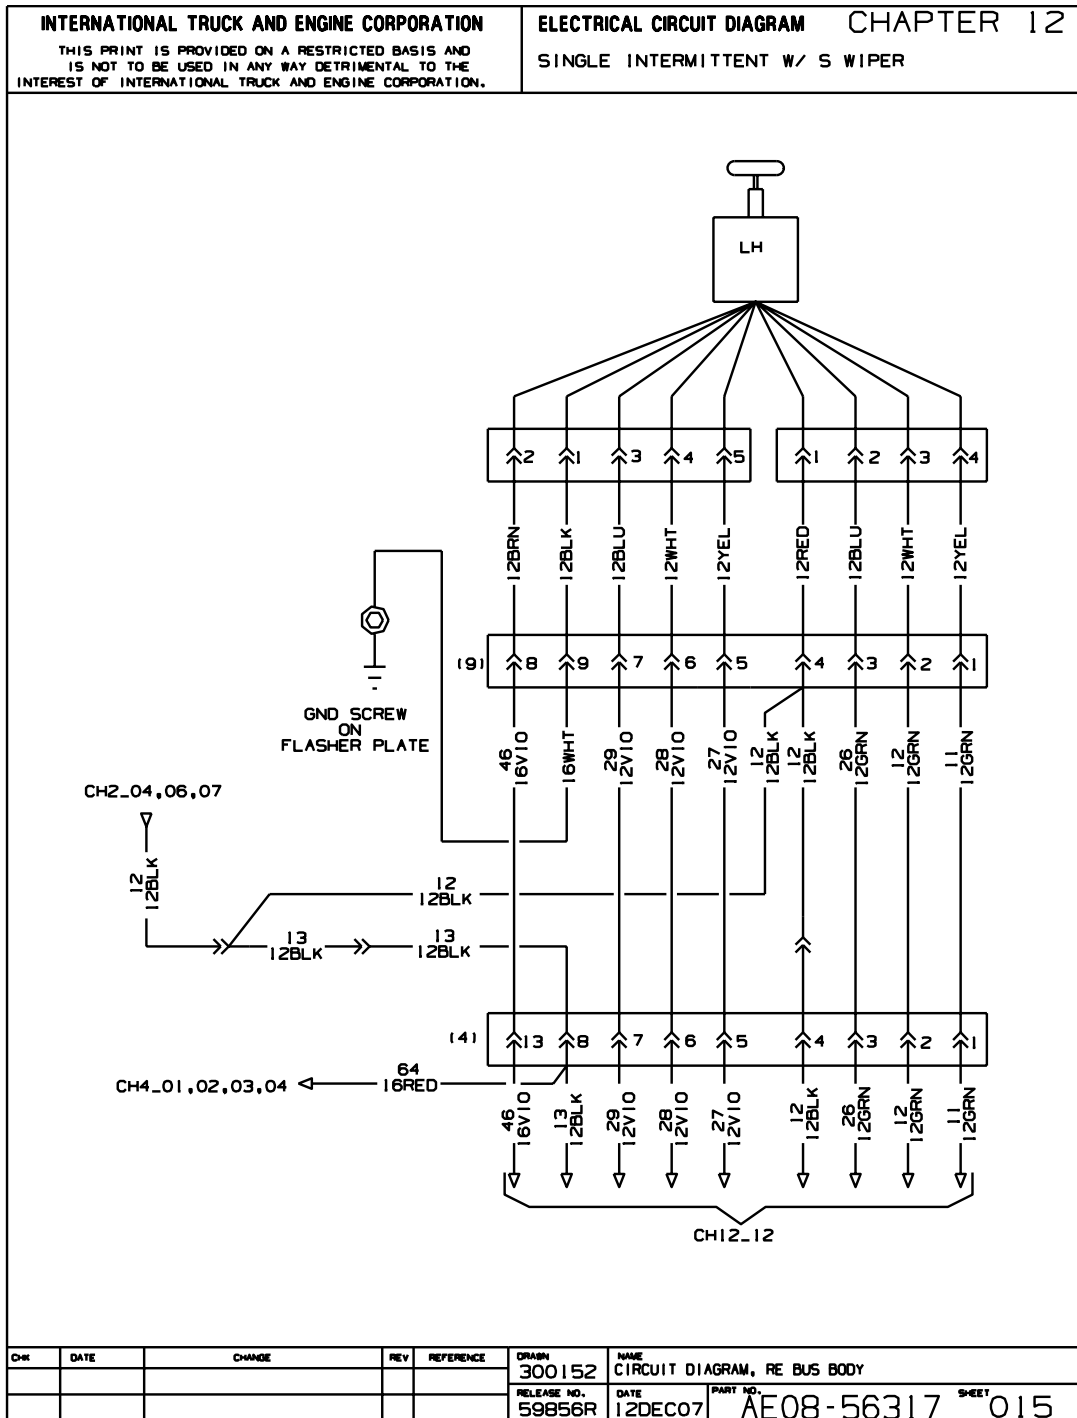 INTERNATIONAL TRUCK AND ENGINE CORPORATION
THIS PRINT IS PROVIDED ON A RESTRICTED BASIS AND
IS NOT TO BE USED IN ANY WAY DETRIMENTAL TO THE
INTEREST OF INTERNATIONAL TRUCK AND ENGINE CORPORATION.
ELECTRICAL CIRCUIT DIAGRAM CHAPTER 12
SINGLE INTERMITTENT W/ S WIPER
LH
2 1 3 4 5 1 2 3 4
12BRN 12BLK 12BLU 12WHT 12YEL 12RED 12BLU 12WHT 12YEL
(9) 8 9 7 6 5 4 3 2 1
GND SCREW
ON
FLASHER PLATE
46 29 28 27 12 12 26 12 11
16VIO 16WHT 12VIO 12VIO 12VIO 12BLK 12BLK 12GRN 12GRN 12GRN
CH2_04,06,07
12
12BLK
12
12BLK
13
12BLK
13
12BLK
(4) 13 8 7 6 5 4 3 2 1
64
16RED
CH4_01,02,03,04
46 13 29 28 27 12 26 12 11
16VIO 12BLK 12VIO 12VIO 12VIO 12BLK 12GRN 12GRN 12GRN
CH12_12
CHK DATE CHANGE REV REFERENCE
DRAWN
300152
NAME
CIRCUIT DIAGRAM, RE BUS BODY
RELEASE NO.
59856R
DATE
12DEC07
PART NO.
AE08-56317
SHEET
015